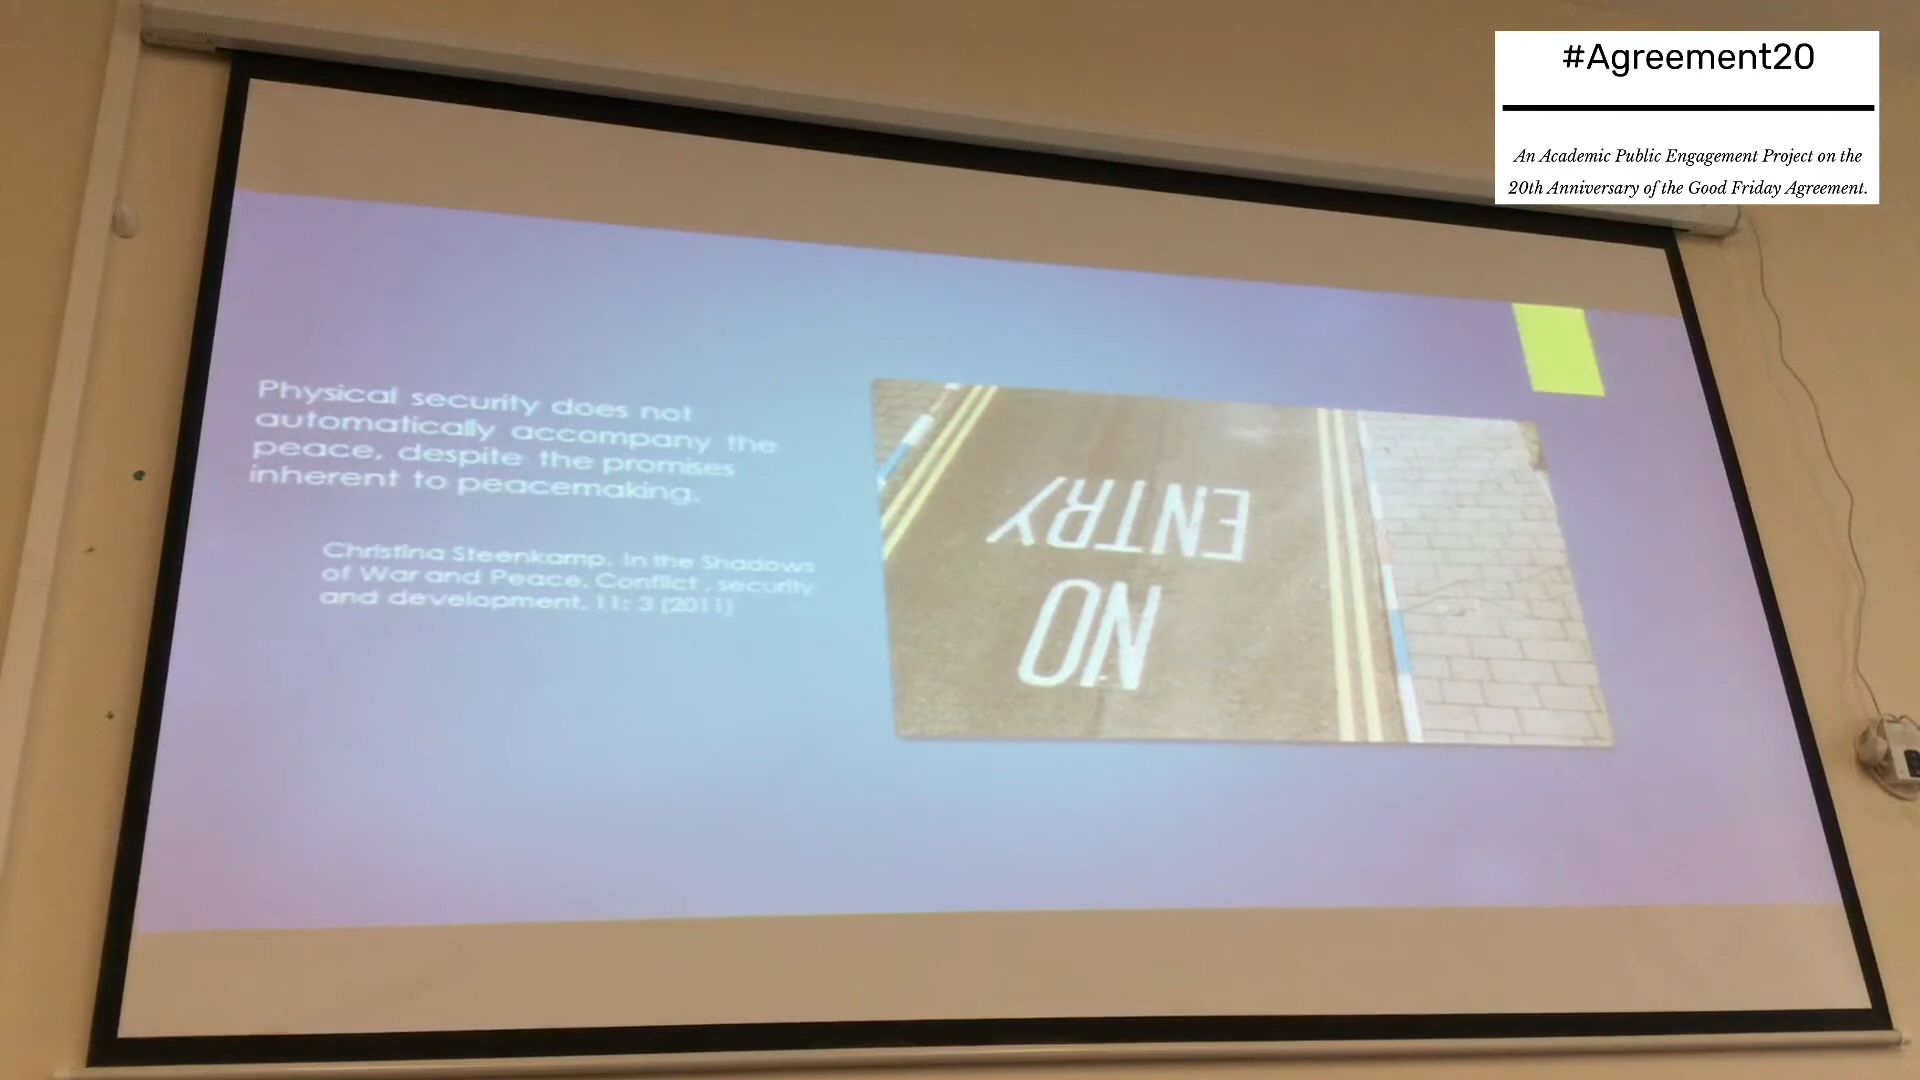 #Agreement20
An Academic Public Engagement Project on the
20th Anniversary of the Good Friday Agreement.
Physical security does not
automatically accompany the
peace, despite the promises
inherent to peacemaking.
Christina Steenkamp. In the Shadows
of War and Peace. Conflict , security
and development. 11: 3 (2011)
ENTRY
NO